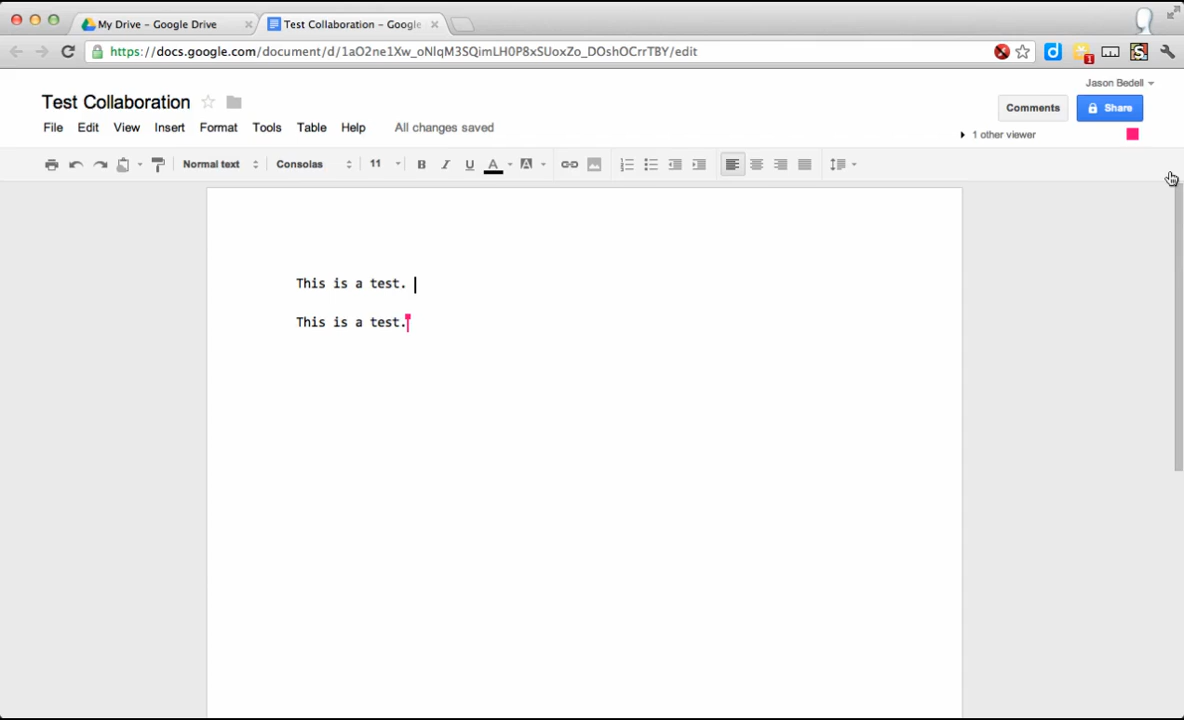 My Drive – Google Drive
Test Collaboration – Google
https://docs.google.com/document/d/1aO2ne1Xw_oNIqM3SQimLH0P8xSUoxZo_DOshOCrrTBY/edit
1
Jason Bedell
Test Collaboration
Comments
Share
File Edit View Insert Format Tools Table Help All changes saved
1 other viewer
Normal text Consolas 11 B I U A A
This is a test.
This is a test.